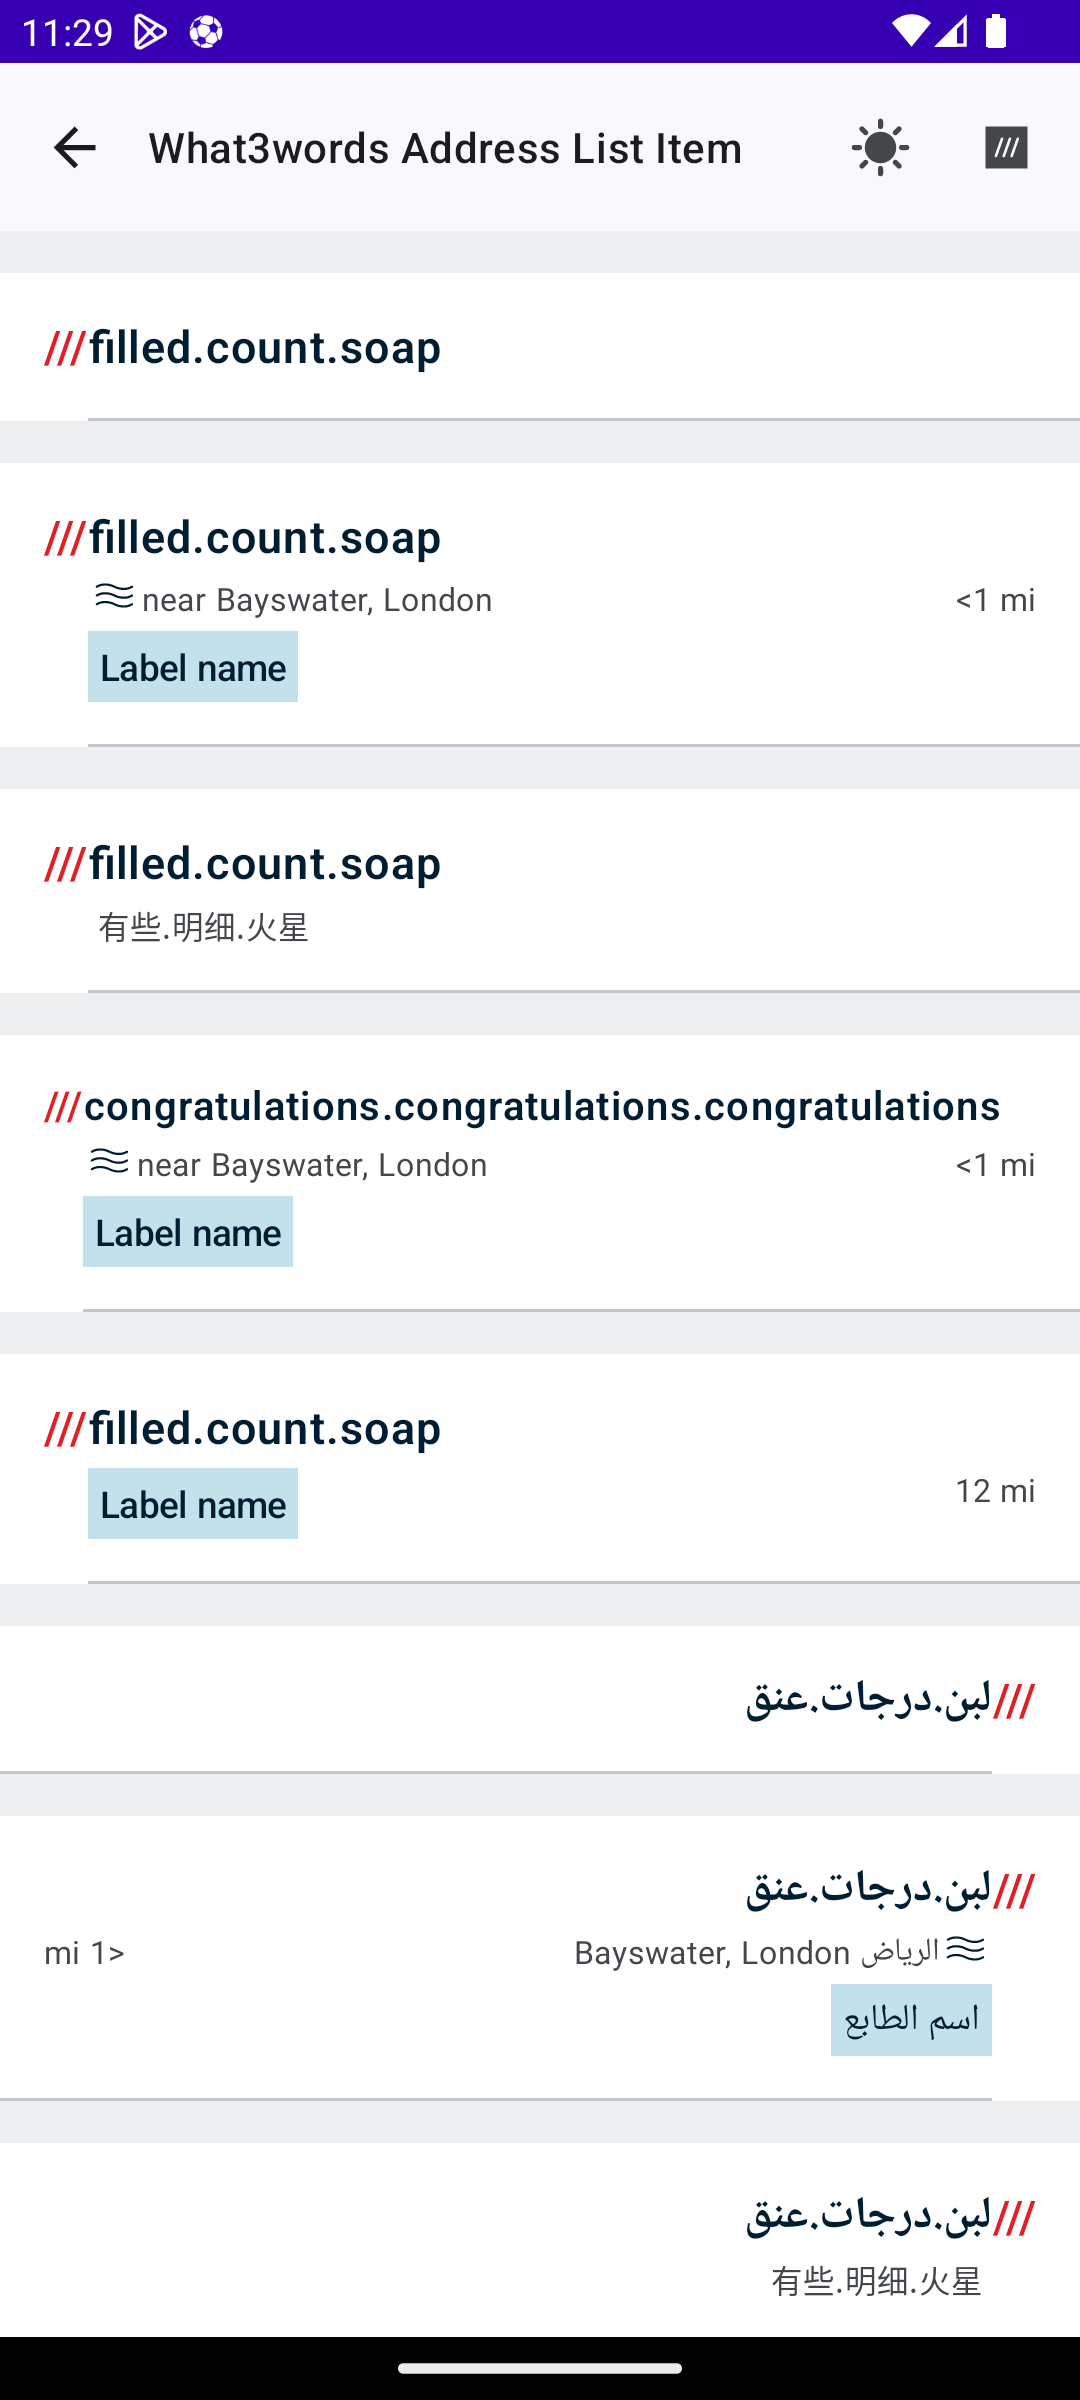 11:29
What3words Address List Item
///filled.count.soap
///filled.count.soap
near Bayswater, London <1 mi
Label name
///filled.count.soap
有些.明细.火星
///congratulations.congratulations.congratulations
near Bayswater, London <1 mi
Label name
///filled.count.soap
Label name 12 mi
///لبن.درجات.عنق
///لبن.درجات.عنق
الرياض Bayswater, London <1 mi
اسم الطابع
///لبن.درجات.عنق
有些.明细.火星